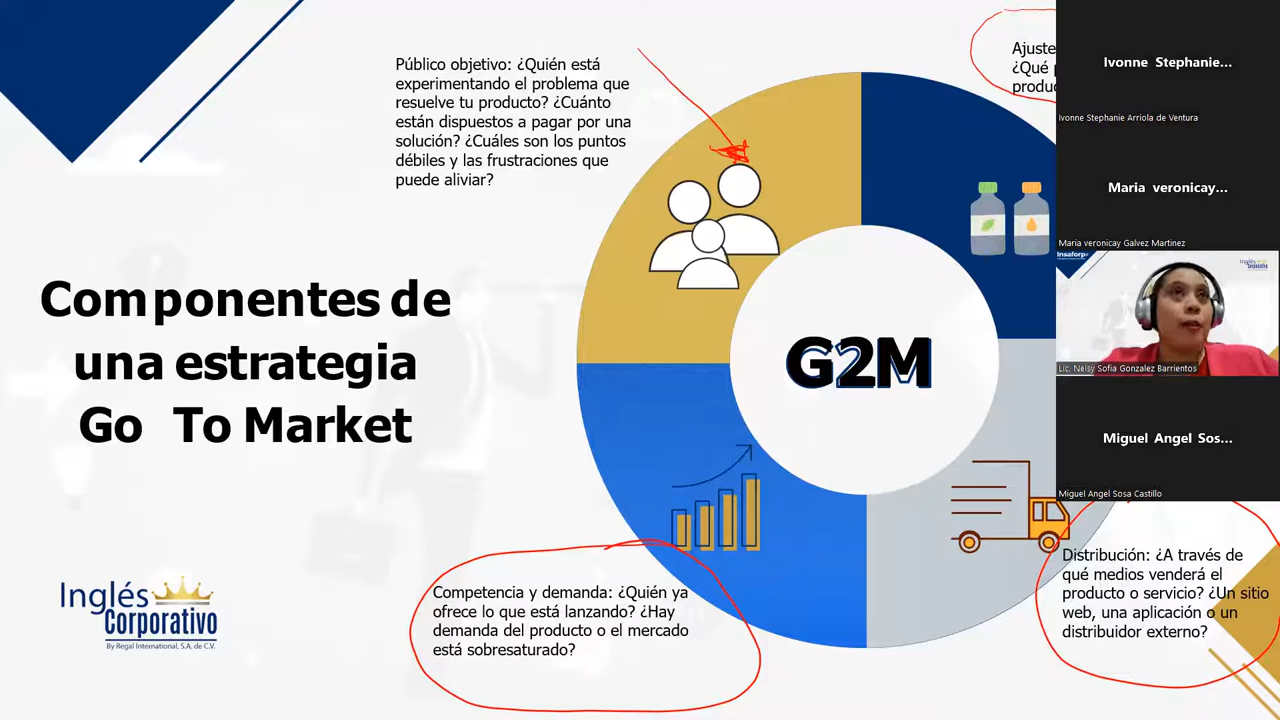 Público objetivo: ¿Quién está
experimentando el problema que
resuelve tu producto? ¿Cuánto
están dispuestos a pagar por una
solución? ¿Cuáles son los puntos
débiles y las frustraciones que
puede aliviar?
Ajuste
¿Qué
Componentes de
una estrategia
Go To Market
G2M
Competencia y demanda: ¿Quién ya
ofrece lo que está lanzando? ¿Hay
demanda del producto o el mercado
está sobresaturado?
Distribución: ¿A través de
qué medios venderá el
producto o servicio? ¿Un sitio
web, una aplicación o un
distribuidor externo?
Inglés
Corporativo
By Regal International, S.A. de C.V.
Ivonne Stephanie...
Ivonne Stephanie Arriola de Ventura
Maria veronicay...
Maria veronicay Galvez Martinez
Insaforp
Inglés
Corporativo
Lic. Nelsy Sofia Gonzalez Barrientos
Miguel Angel Sos...
Miguel Angel Sosa Castillo